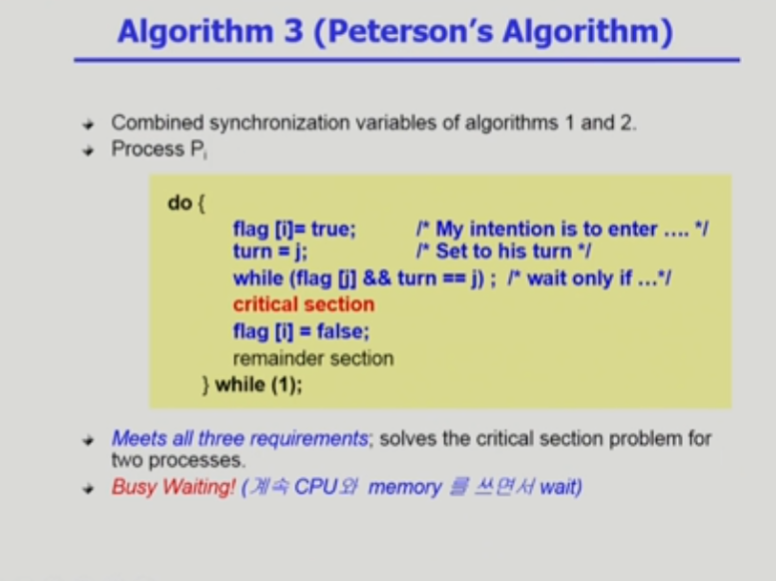 Algorithm 3 (Peterson's Algorithm)
Combined synchronization variables of algorithms 1 and 2.
Process Pi
do {
flag [i]= true; /* My intention is to enter .... */
turn = j; /* Set to his turn */
while (flag [j] && turn == j) ; /* wait only if ...*/
critical section
flag [i] = false;
remainder section
} while (1);
Meets all three requirements; solves the critical section problem for
two processes.
Busy Waiting! (계속 CPU와 memory 를 쓰면서 wait)